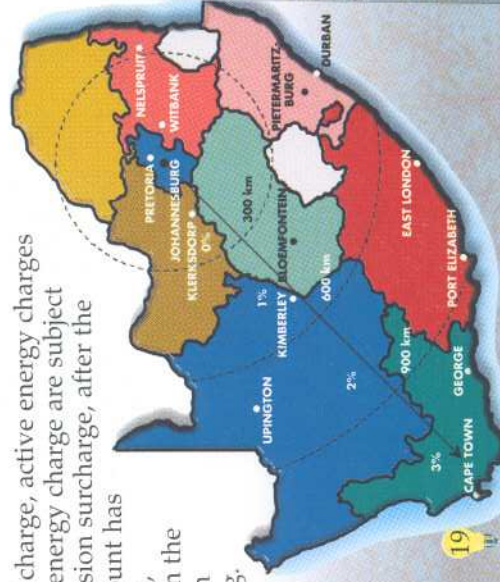 charge, active energy charges
energy charge are subject
sion surcharge, after the
unt has
n the
g.
NELSPRUIT
WITBANK
PRETORIA
JOHANNESBURG
KLERKSDORP
0%
300 km
PIETERMARITZ-
BURG
DURBAN
BLOEMFONTEIN
1%
KIMBERLEY
600 km
UPINGTON
2%
900 km
EAST LONDON
PORT ELIZABETH
GEORGE
3%
CAPE TOWN
19